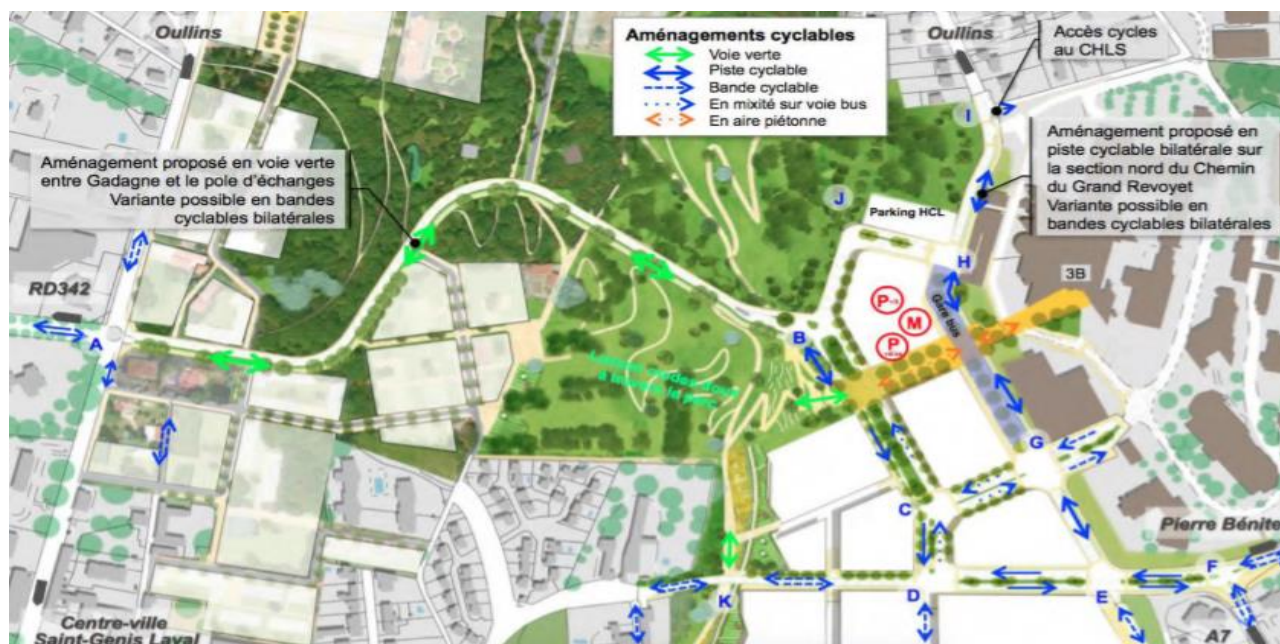 Oullins
Aménagements cyclables
Voie verte
Piste cyclable
Bande cyclable
En mixité sur voie bus
En aire piétonne
Oullins
Accès cycles
au CHLS
Aménagement proposé en voie verte
entre Gadagne et le pole d'échanges
Variante possible en bandes
cyclables bilatérales
Aménagement proposé en
piste cyclable bilatérale sur
la section nord du Chemin
du Grand Revoyet
Variante possible en
bandes cyclables bilatérales
I
J
Parking HCL
H
3B
RD342
A
P
M
P
Gare bus
B
modes doux
G
C
Pierre Bénite
F
K
D
E
Centre-ville
Saint-Genis Laval
A7